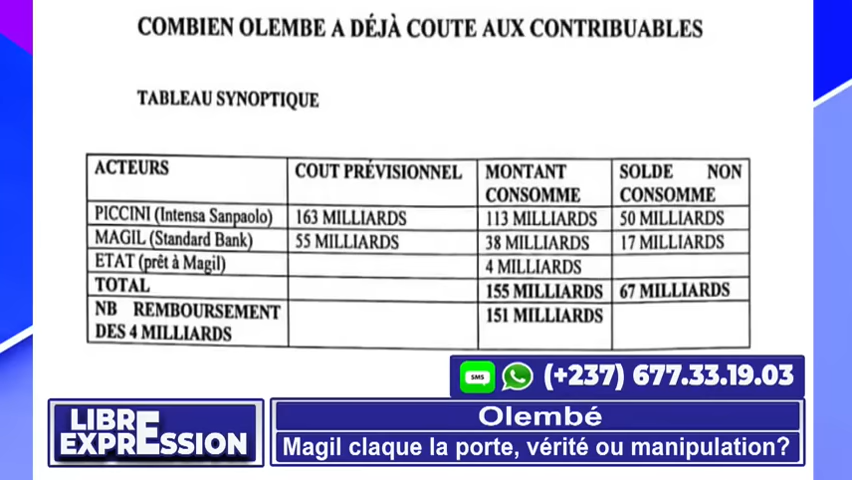 COMBIEN OLEMBE A DÉJÀ COUTE AUX CONTRIBUABLES
TABLEAU SYNOPTIQUE
ACTEURS COUT PRÉVISIONNEL MONTANT CONSOMME SOLDE NON CONSOMME
PICCINI (Intensa Sanpaolo) 163 MILLIARDS 113 MILLIARDS 50 MILLIARDS
MAGIL (Standard Bank) 55 MILLIARDS 38 MILLIARDS 17 MILLIARDS
ETAT (prêt à Magil) 4 MILLIARDS
TOTAL 155 MILLIARDS 67 MILLIARDS
NB REMBOURSEMENT DES 4 MILLIARDS 151 MILLIARDS
SMS (+237) 677.33.19.03
LIBRE EXPRESSION
Olembé
Magil claque la porte, vérité ou manipulation?